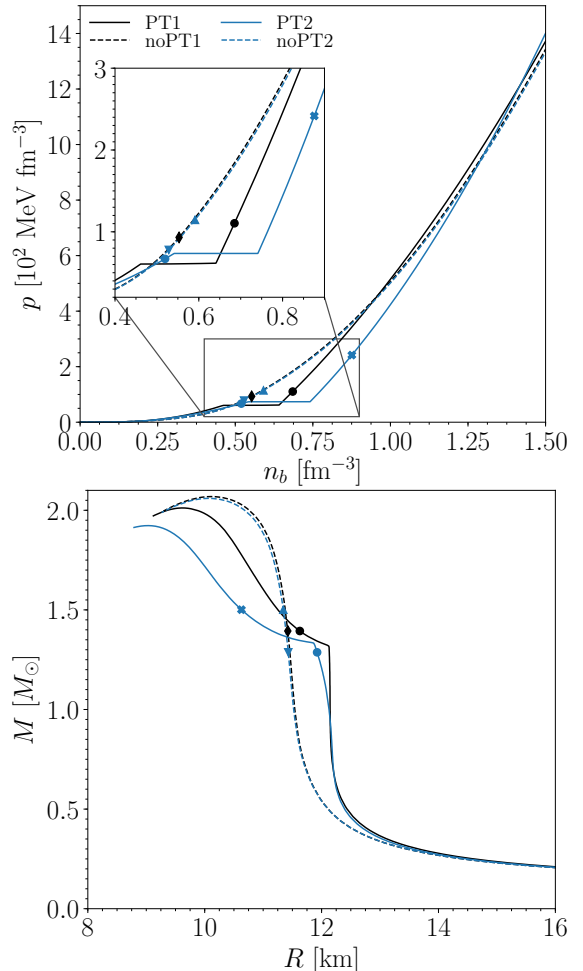 PT1 PT2
noPT1 noPT2
14
12
10
8
6
4
2
0
p [10² MeV fm⁻³]
3
2
1
0.4 0.6 0.8
0.00 0.25 0.50 0.75 1.00 1.25 1.50
n_b [fm⁻³]
2.0
1.5
1.0
0.5
0.0
M [M⊙]
8 10 12 14 16
R [km]